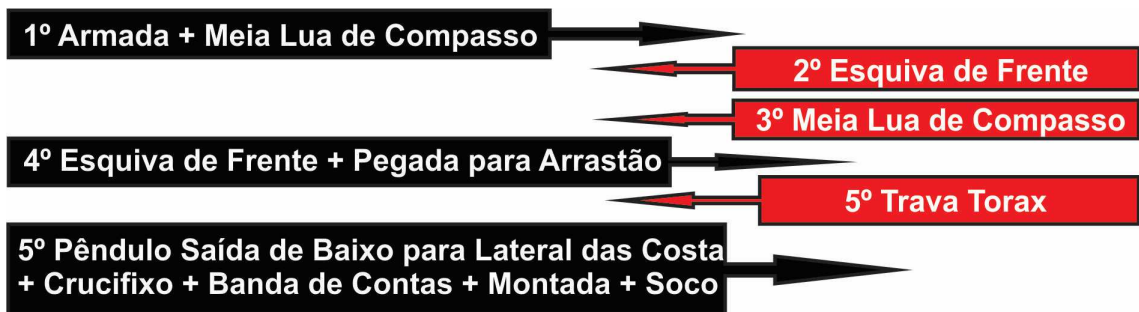 1º Armada + Meia Lua de Compasso
2º Esquiva de Frente
3º Meia Lua de Compasso
4º Esquiva de Frente + Pegada para Arrastão
5º Trava Torax
5º Pêndulo Saída de Baixo para Lateral das Costa
+ Crucifixo + Banda de Contas + Montada + Soco